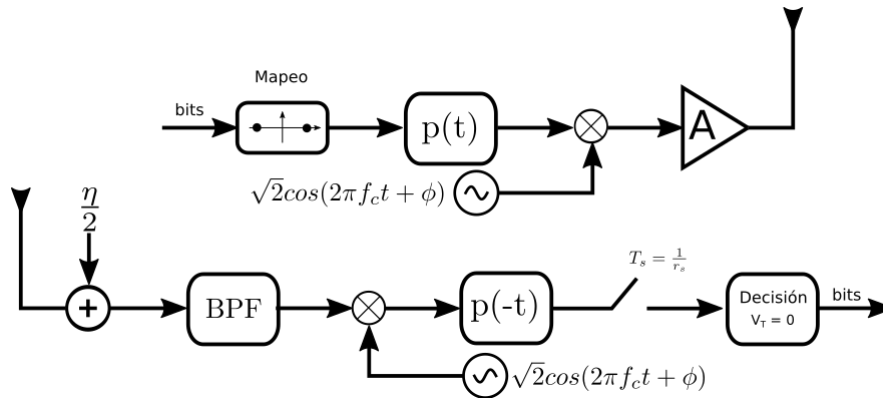 Mapeo
bits
p(t)
A
√2cos(2πf_ct + ϕ)
η/2
BPF
p(-t)
T_s = 1/r_s
Decisión
V_T = 0
bits
√2cos(2πf_ct + ϕ)